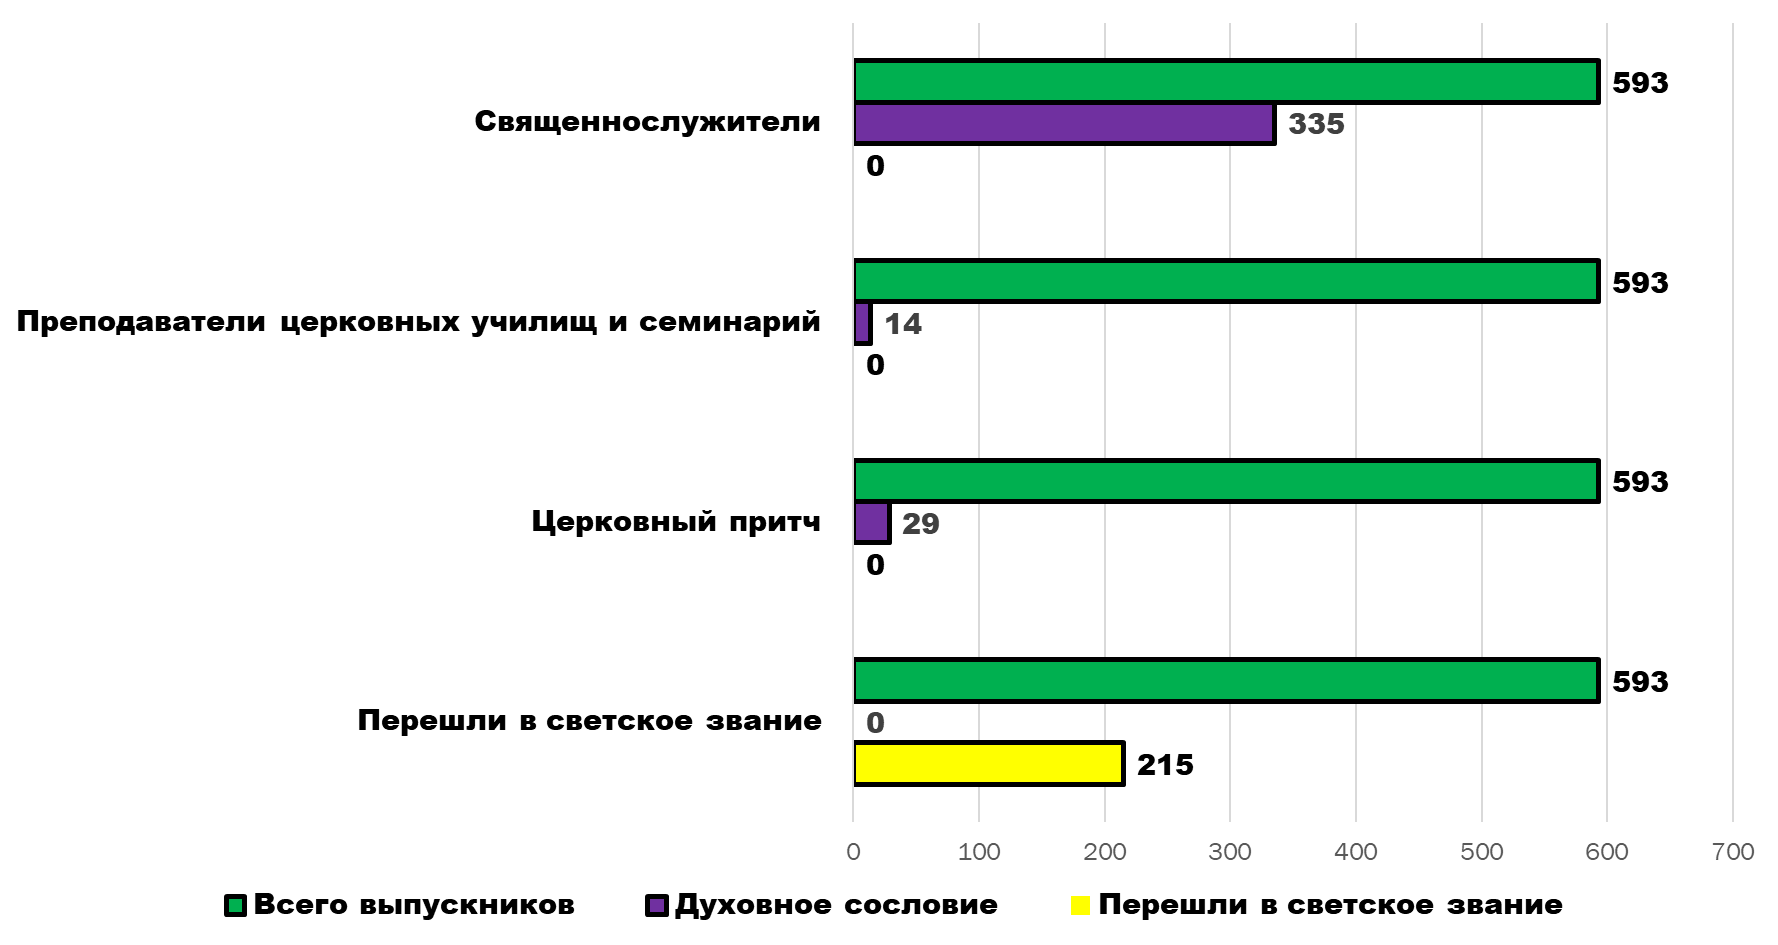 593
Священнослужители
335
0
593
Преподаватели церковных училищ и семинарий
14
0
593
Церковный притч
29
0
593
Перешли в светское звание
0
215
0 100 200 300 400 500 600 700
Всего выпускников Духовное сословие Перешли в светское звание